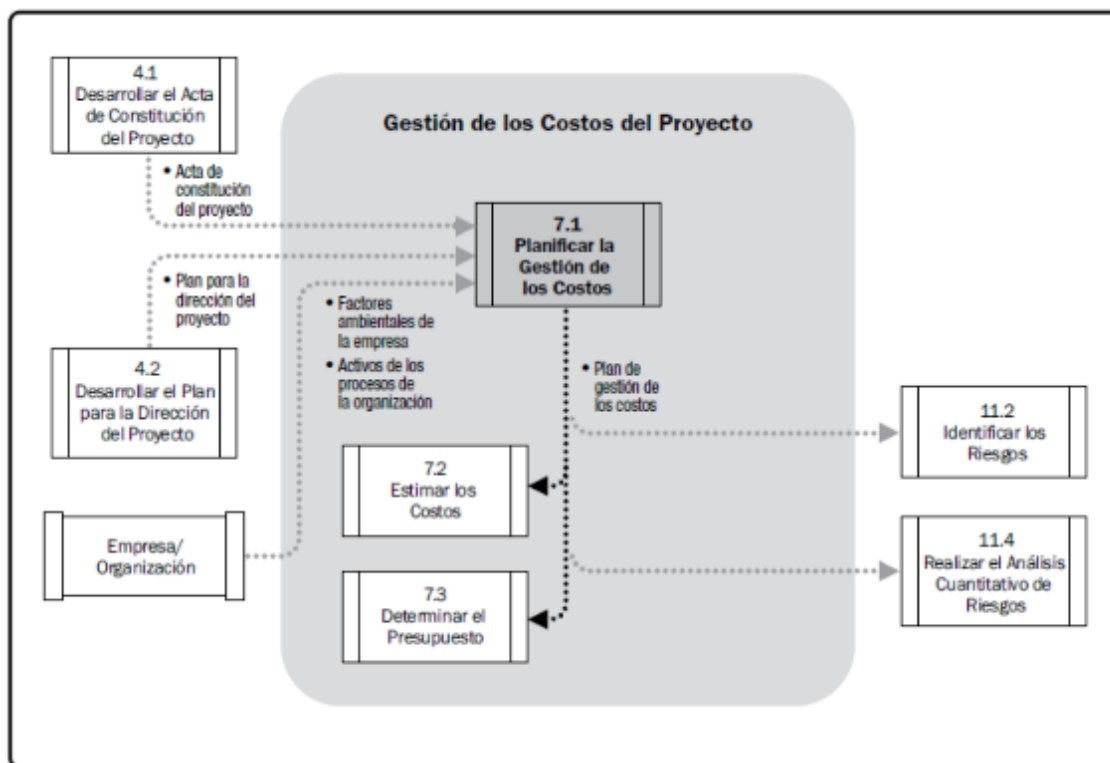 4.1
Desarrollar el Acta
de Constitución
del Proyecto
Gestión de los Costos del Proyecto
• Acta de
constitución
del proyecto
7.1
Planificar la
Gestión de
los Costos
• Plan para la
dirección del
proyecto
• Factores
ambientales de
la empresa
• Activos de los
procesos de
la organización
4.2
Desarrollar el Plan
para la Dirección
del Proyecto
• Plan de
gestión de
los costos
11.2
Identificar los
Riesgos
7.2
Estimar los
Costos
Empresa/
Organización
11.4
Realizar el Análisis
Cuantitativo de
Riesgos
7.3
Determinar el
Presupuesto